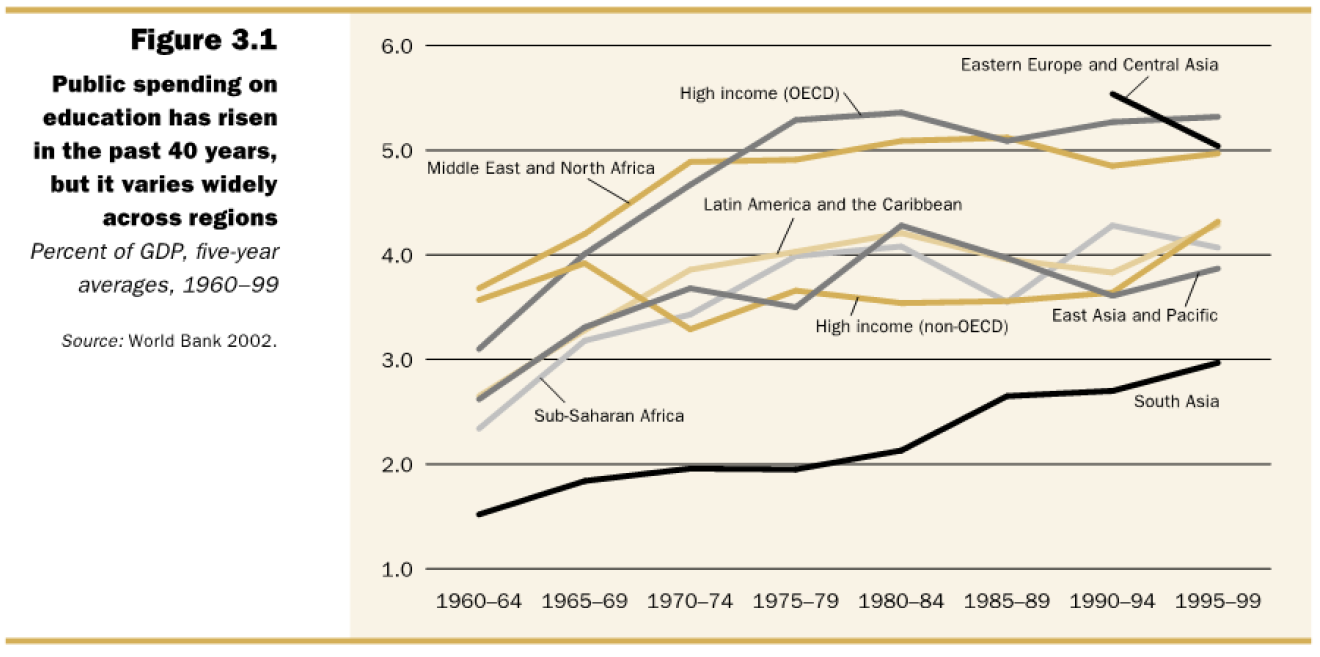 Figure 3.1
Public spending on
education has risen
in the past 40 years,
but it varies widely
across regions
Percent of GDP, five-year
averages, 1960–99
Source: World Bank 2002.
6.0
Eastern Europe and Central Asia
High income (OECD)
5.0
Middle East and North Africa
Latin America and the Caribbean
4.0
High income (non-OECD)
East Asia and Pacific
3.0
Sub-Saharan Africa
South Asia
2.0
1.0
1960–64 1965–69 1970–74 1975–79 1980–84 1985–89 1990–94 1995–99